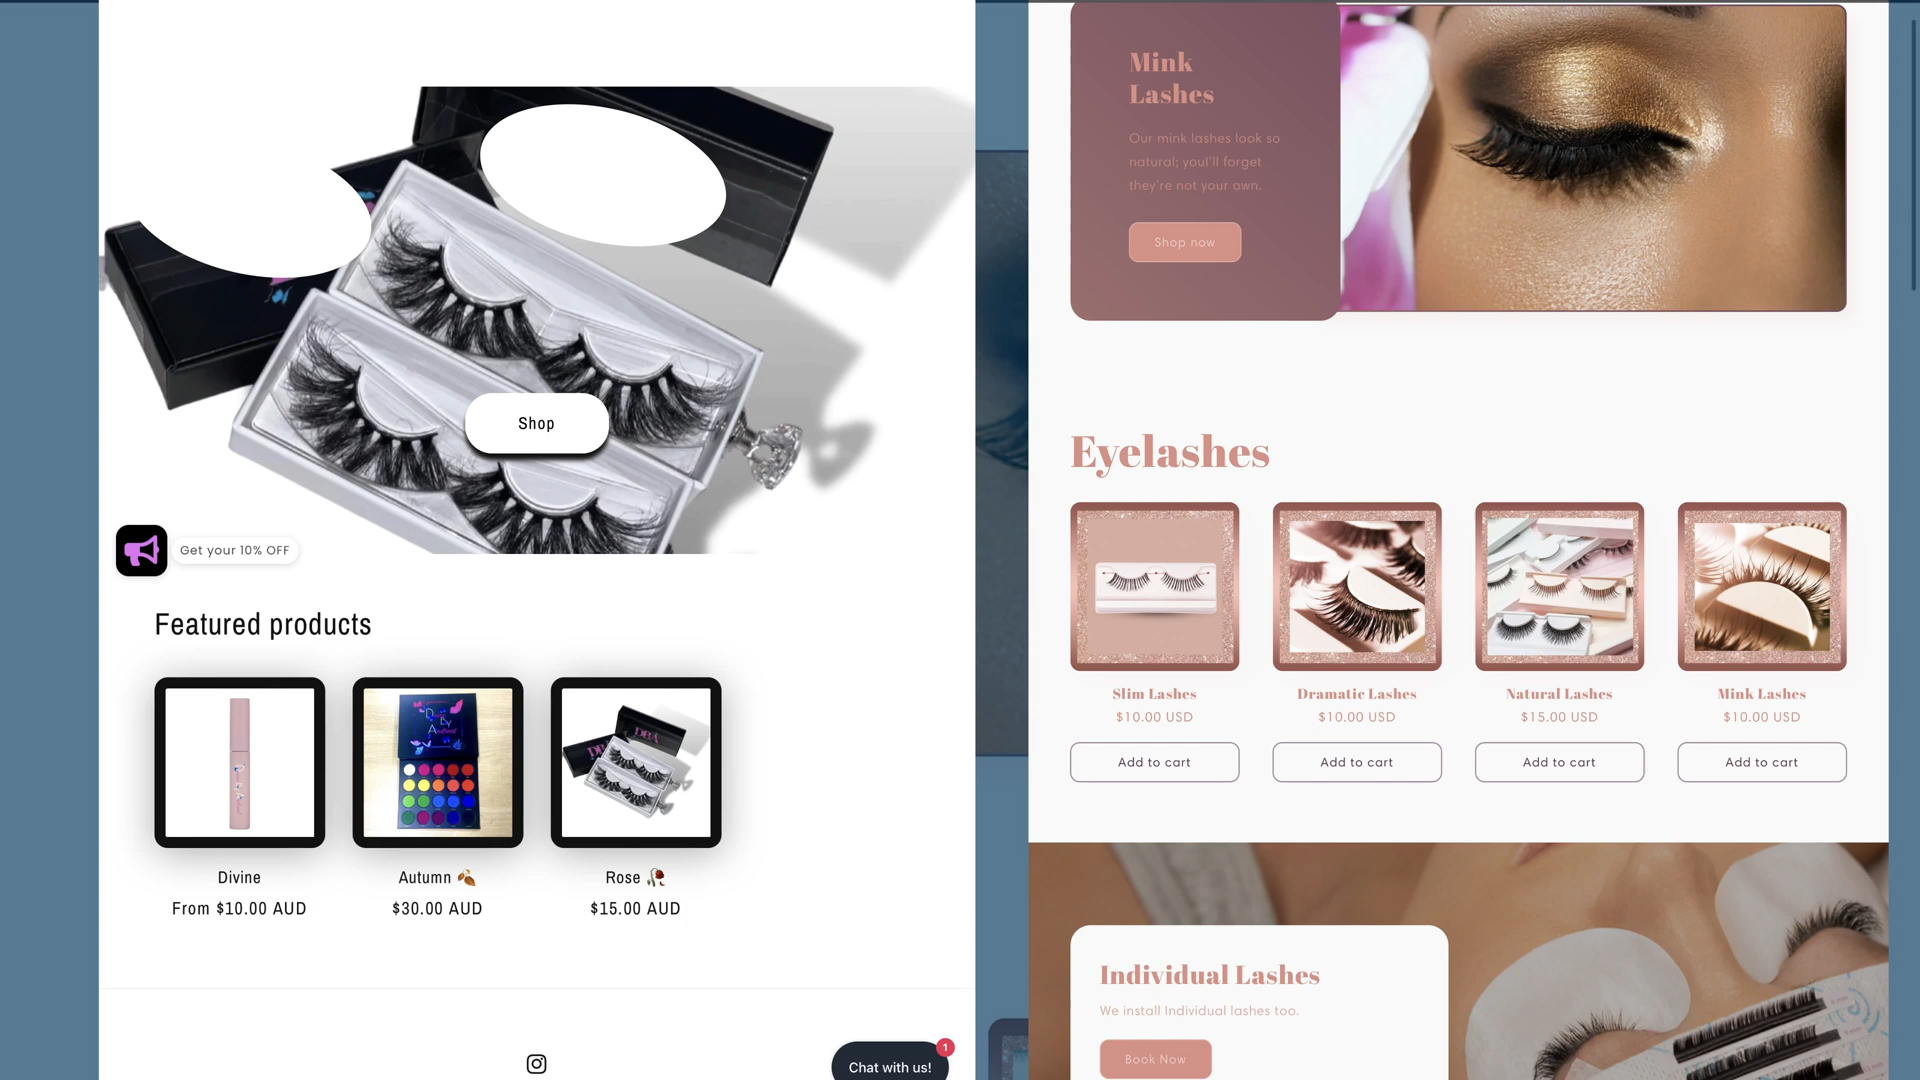 Shop
Get your 10% OFF
Featured products
DBA
Divine
From $10.00 AUD
Autumn 🍂
$30.00 AUD
Rose 🥀
$15.00 AUD
1
Chat with us!
Mink
Lashes
Our mink lashes look so
natural; youl'll forget
they're not your own.
Shop now
Eyelashes
Slim Lashes
$10.00 USD
Add to cart
Dramatic Lashes
$10.00 USD
Add to cart
Natural Lashes
$15.00 USD
Add to cart
Mink Lashes
$10.00 USD
Add to cart
Individual Lashes
We install Individual lashes too.
Book Now